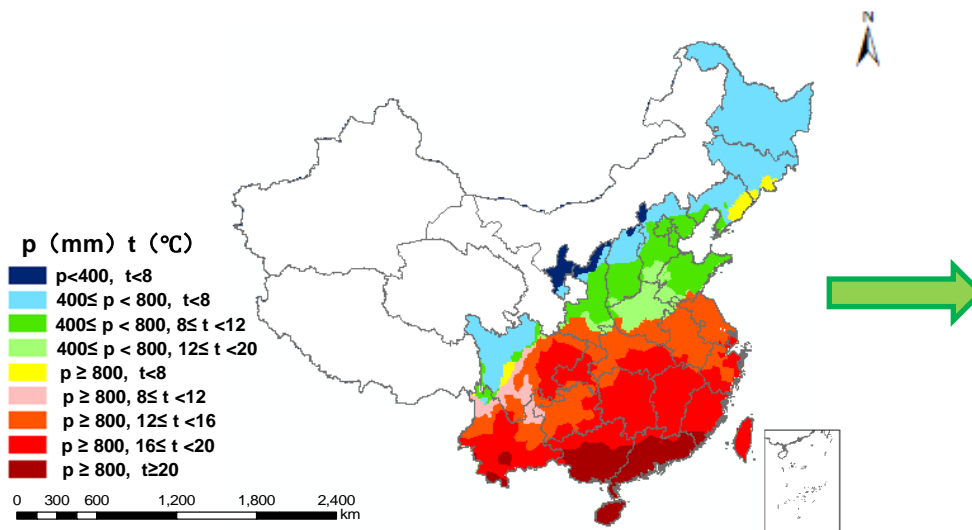 N
p（mm）t（℃）
p<400, t<8
400≤ p < 800, t<8
400≤ p < 800, 8≤ t <12
400≤ p < 800, 12≤ t <20
p ≥ 800, t<8
p ≥ 800, 8≤ t <12
p ≥ 800, 12≤ t <16
p ≥ 800, 16≤ t <20
p ≥ 800, t≥20
0 300 600 1,200 1,800 2,400
km